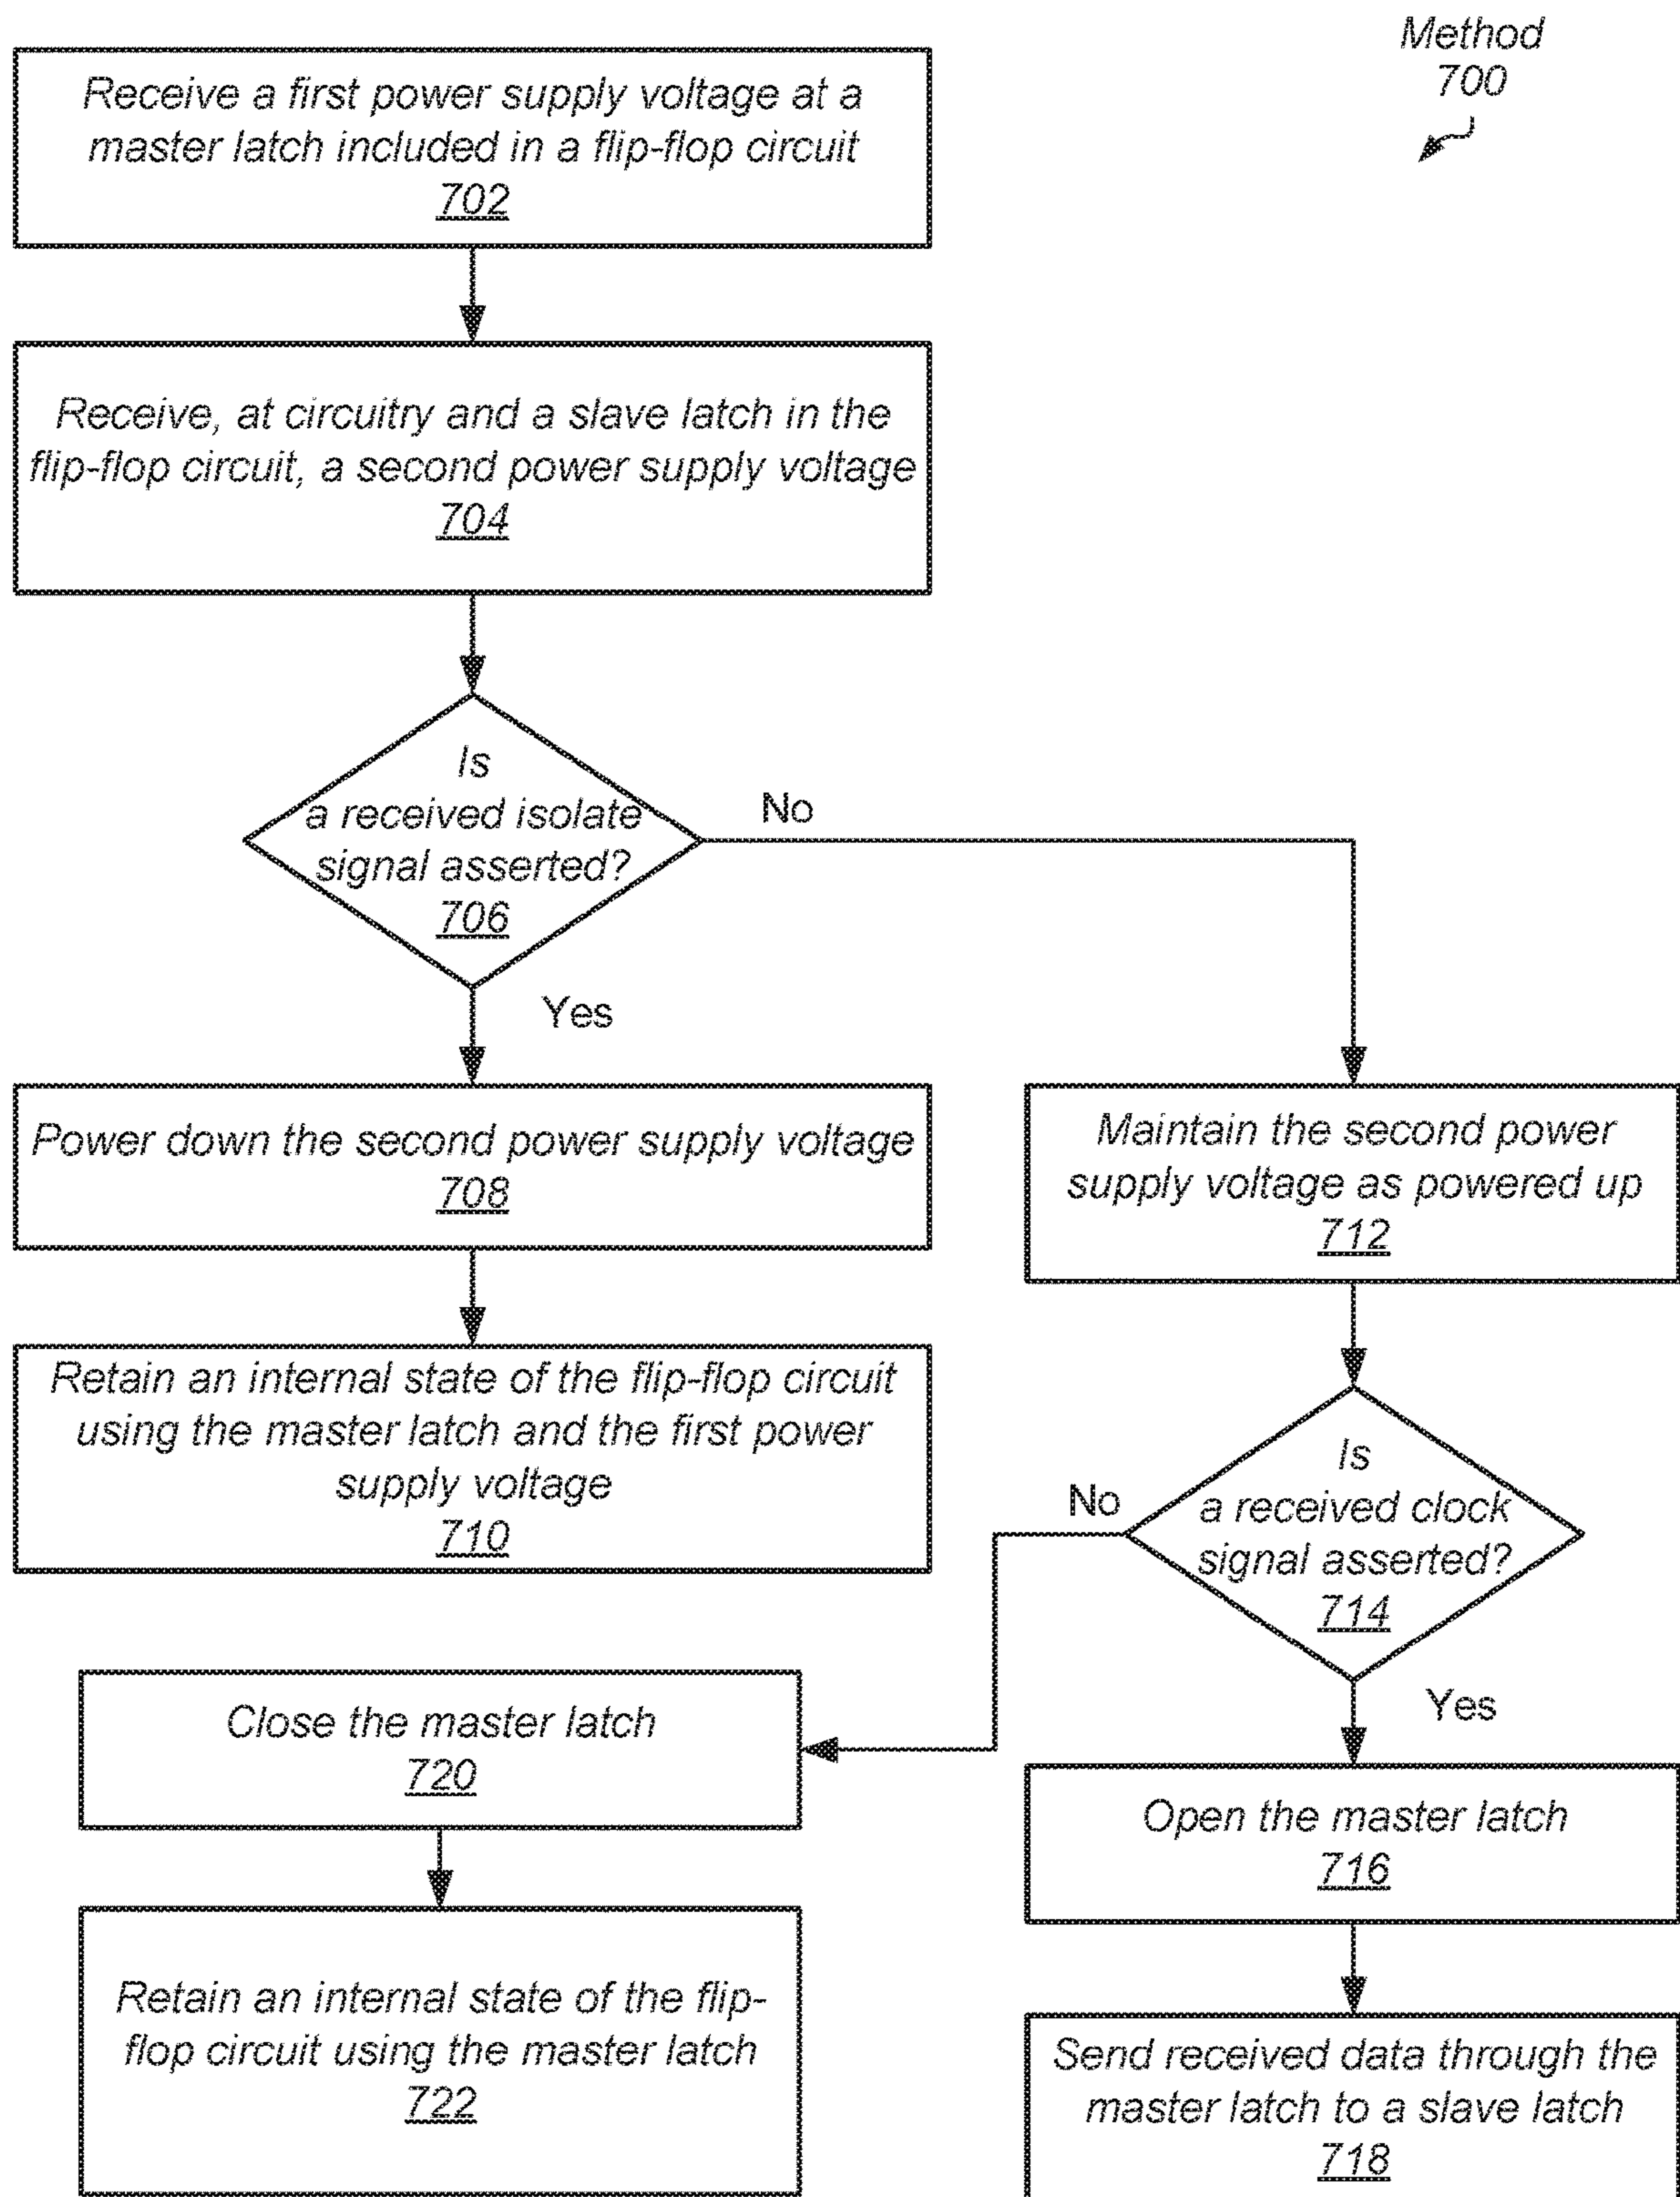 Method
700
Receive a first power supply voltage at a
master latch included in a flip-flop circuit
702
Receive, at circuitry and a slave latch in the
flip-flop circuit, a second power supply voltage
704
Is
a received isolate
signal asserted?
706
No
Yes
Power down the second power supply voltage
708
Maintain the second power
supply voltage as powered up
712
Retain an internal state of the flip-flop circuit
using the master latch and the first power
supply voltage
710
Is
a received clock
signal asserted?
714
No
Yes
Close the master latch
720
Open the master latch
716
Retain an internal state of the flip-
flop circuit using the master latch
722
Send received data through the
master latch to a slave latch
718